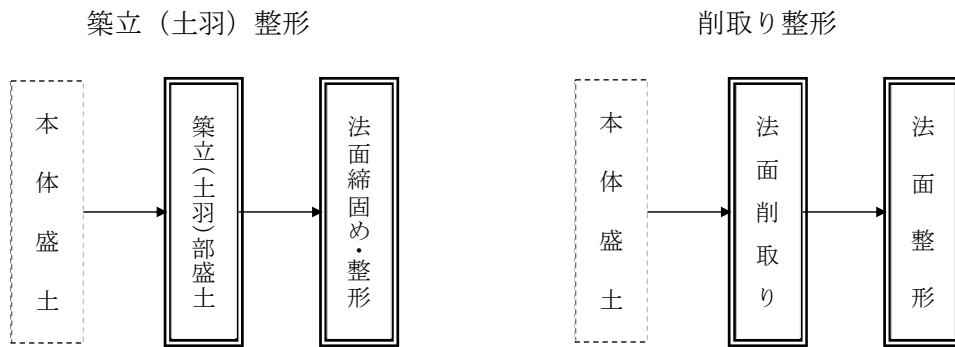 築立（土羽）整形
本体盛土
築立（土羽）部盛土
法面締固め・整形
削取り整形
本体盛土
法面削取り
法面整形